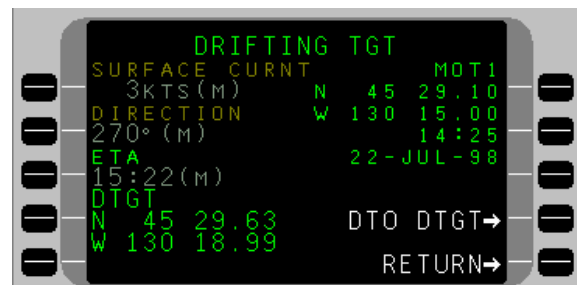 DRIFTING TGT
SURFACE CURNT MOT1
3KTS(M) N 45 29.10
DIRECTION W 130 15.00
270°(M) 14:25
ETA 22-JUL-98
15:22(M)
DTGT
N 45 29.63 DTO DTGT→
W 130 18.99
RETURN→